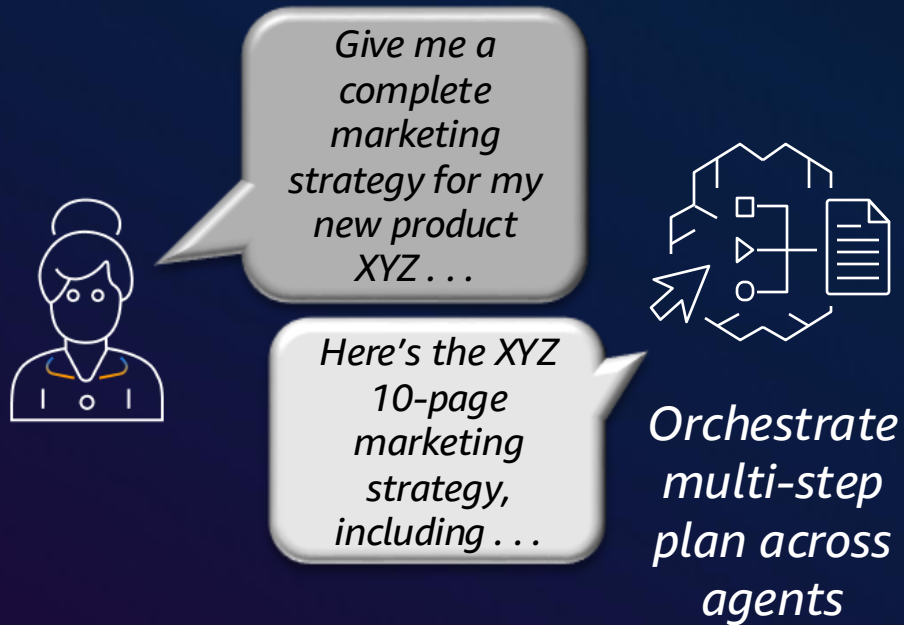 Give me a
complete
marketing
strategy for my
new product
XYZ . . .
Here’s the XYZ
10-page
marketing
strategy,
including . . .
Orchestrate
multi-step
plan across
agents